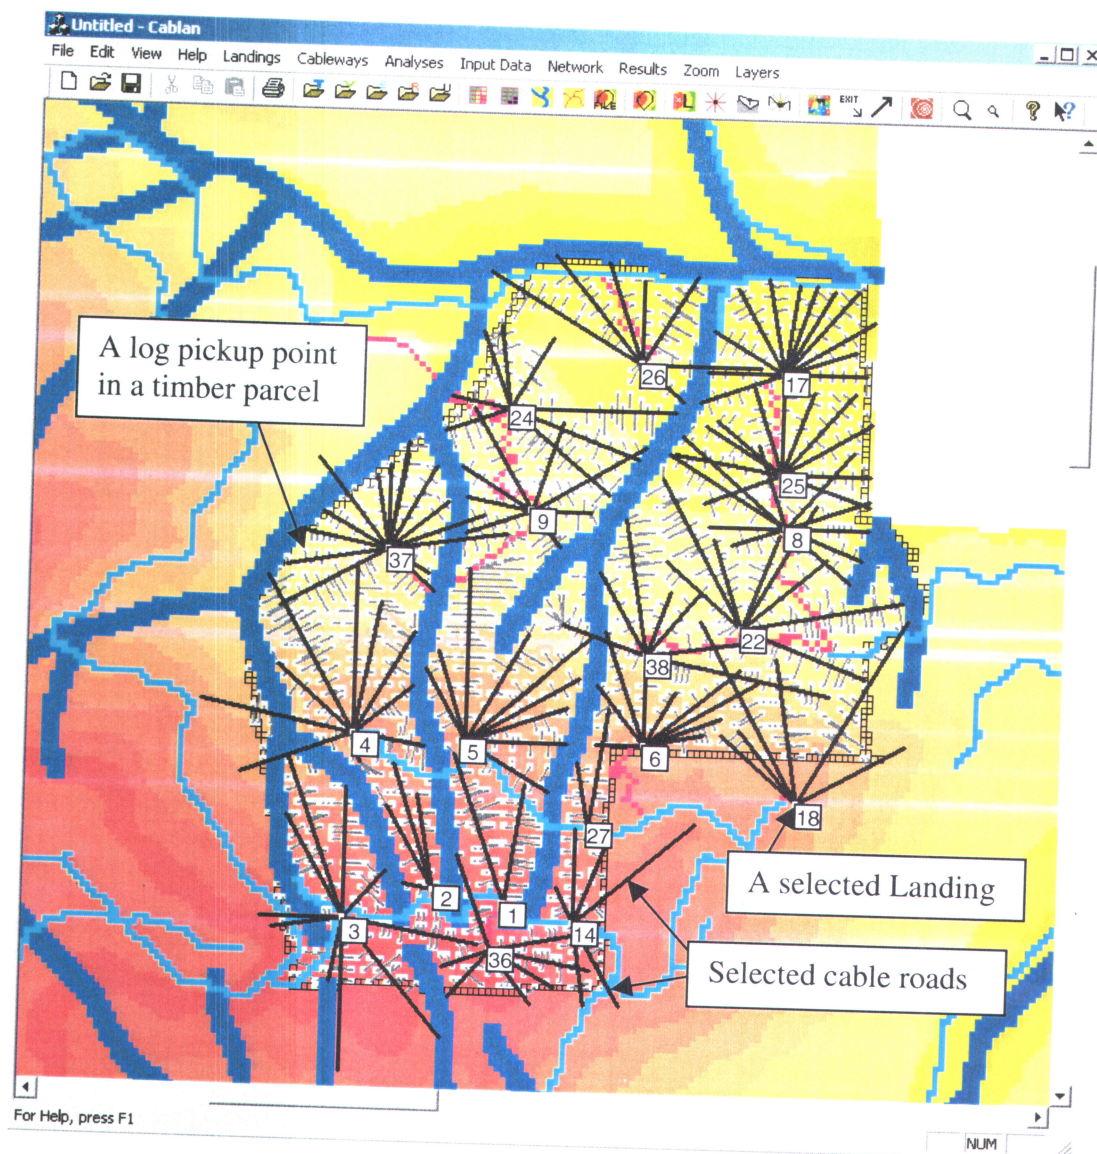 Untitled - Cablan
File Edit View Help Landings Cableways Analyses Input Data Network Results Zoom Layers
FILE
L
EXIT
A log pickup point
in a timber parcel
26
17
24
25
9
8
37
22
38
4
5
6
18
27
A selected Landing
2
1
3
14
36
Selected cable roads
For Help, press F1
NUM